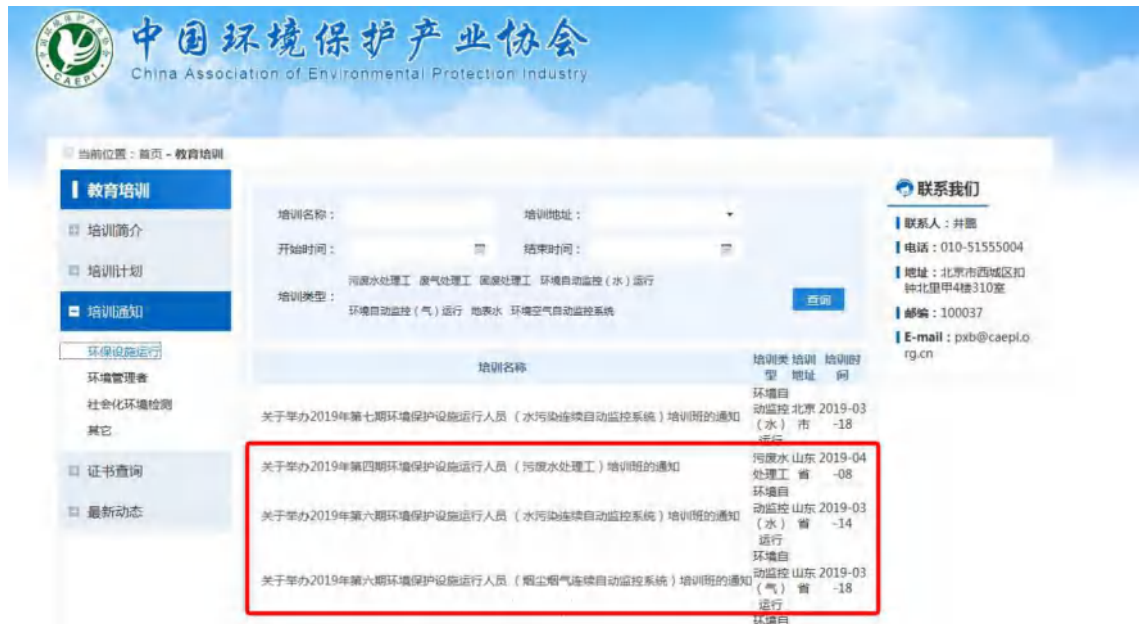 中国环境保护产业协会
CAEPI
China Association of Environmental Protection Industry
当前位置：首页 - 教育培训
教育培训
培训简介
培训计划
培训通知
环保设施运行
环境管理者
社会化环境检测
其它
证书查询
最新动态
培训名称：
培训地址：
开始时间：
结束时间：
培训类型：
污废水处理工 废气处理工 固废处理工 环境自动监控（水）运行
环境自动监控（气）运行 地表水 环境空气自动监控系统
查询
培训名称
培训类
型
培训
地址
培训时
间
关于举办2019年第七期环境保护设施运行人员（水污染连续自动监控系统）培训班的通知
环境自
动监控
（水）
运行
北京
市
2019-03
-18
关于举办2019年第四期环境保护设施运行人员（污废水处理工）培训班的通知
污废水
处理工
山东
省
2019-04
-08
关于举办2019年第六期环境保护设施运行人员（水污染连续自动监控系统）培训班的通知
环境自
动监控
（水）
运行
山东
省
2019-03
-14
关于举办2019年第六期环境保护设施运行人员（烟尘烟气连续自动监控系统）培训班的通知
环境自
动监控
（气）
运行
山东
省
2019-03
-18
环境自
联系我们
联系人：井鹏
电话：010-51555004
地址：北京市西城区扣
钟北里甲4楼310室
邮编：100037
E-mail：pxb@caepi.o
rg.cn